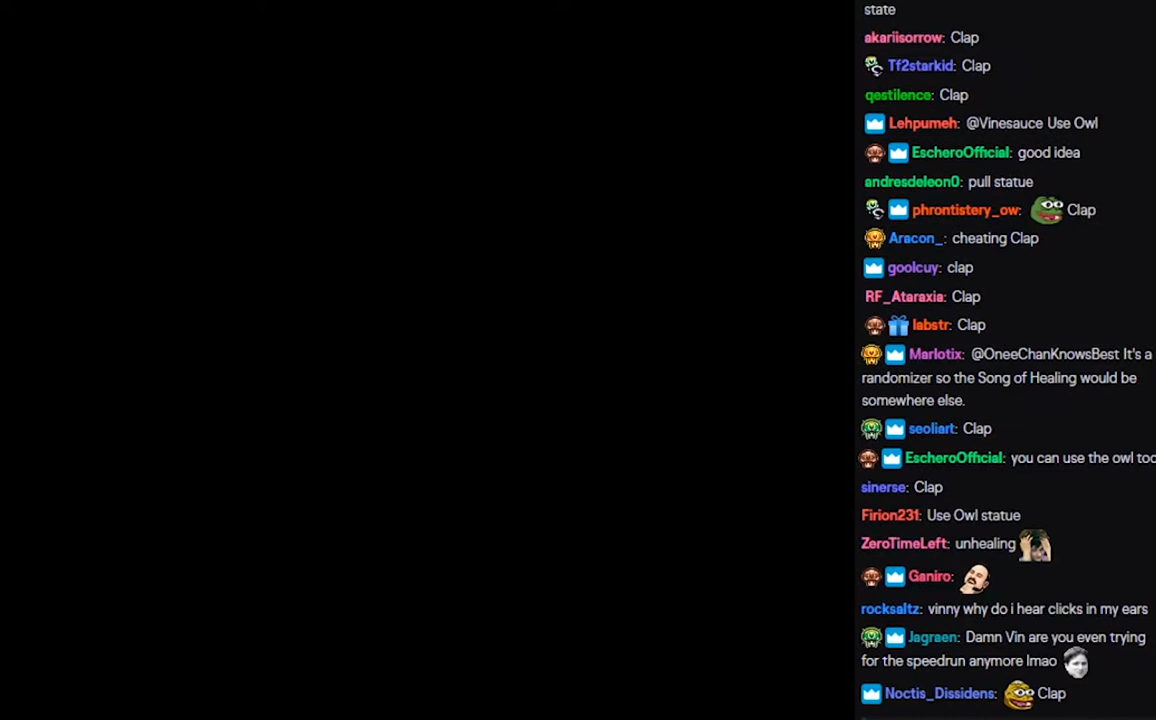 state
akariisorrow: Clap
Tf2starkid: Clap
qestilence: Clap
Lehpumeh: @Vinesauce Use Owl
EscheroOfficial: good idea
andresdeleon0: pull statue
phrontistery_ow: Clap
Aracon_: cheating Clap
goolcuy: clap
RF_Ataraxia: Clap
labstr: Clap
Marlotix: @OneeChanKnowsBest It's a
randomizer so the Song of Healing would be
somewhere else.
seoliart: Clap
EscheroOfficial: you can use the owl too
sinerse: Clap
Firion231: Use Owl statue
ZeroTimeLeft: unhealing
Ganiro:
rocksaltz: vinny why do i hear clicks in my ears
Jagraen: Damn Vin are you even trying
for the speedrun anymore lmao
Noctis_Dissidens: Clap